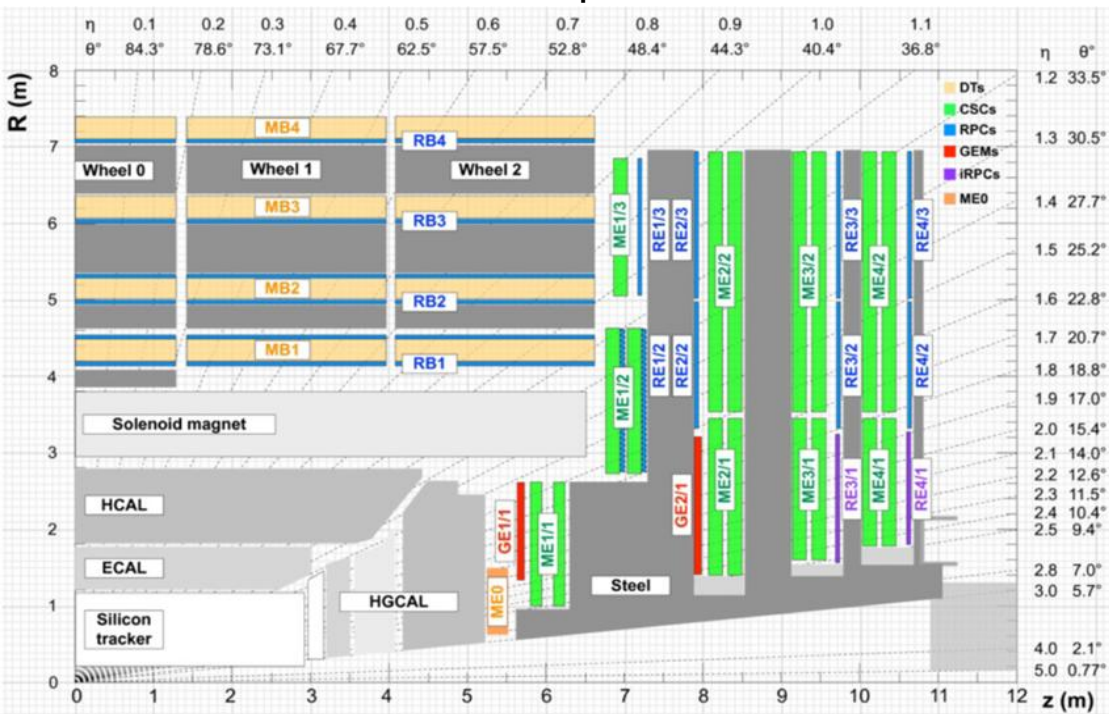 η 0.1 0.2 0.3 0.4 0.5 0.6 0.7 0.8 0.9 1.0 1.1
θ° 84.3° 78.6° 73.1° 67.7° 62.5° 57.5° 52.8° 48.4° 44.3° 40.4° 36.8°
η θ°
R (m)
8
7
6
5
4
3
2
1
0
1.2 33.5°
1.3 30.5°
1.4 27.7°
1.5 25.2°
1.6 22.8°
1.7 20.7°
1.8 18.8°
1.9 17.0°
2.0 15.4°
2.1 14.0°
2.2 12.6°
2.3 11.5°
2.4 10.4°
2.5 9.4°
2.8 7.0°
3.0 5.7°
4.0 2.1°
5.0 0.77°
DTs
CSCs
RPCs
GEMs
iRPCs
ME0
MB4
RB4
Wheel 0 Wheel 1 Wheel 2
MB3
RB3
MB2
RB2
MB1
RB1
Solenoid magnet
HCAL
ECAL
Silicon
tracker
HGCAL
Steel
ME1/3
RE1/3
RE2/3
ME2/2
ME3/2
RE3/3
ME4/2
RE4/3
ME1/2
RE1/2
RE2/2
RE3/2
RE4/2
GE1/1
ME1/1
ME0
GE2/1
ME2/1
ME3/1
RE3/1
ME4/1
RE4/1
0 1 2 3 4 5 6 7 8 9 10 11 12 z (m)